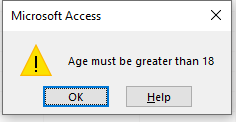 Microsoft Access
Age must be greater than 18
OK
Help